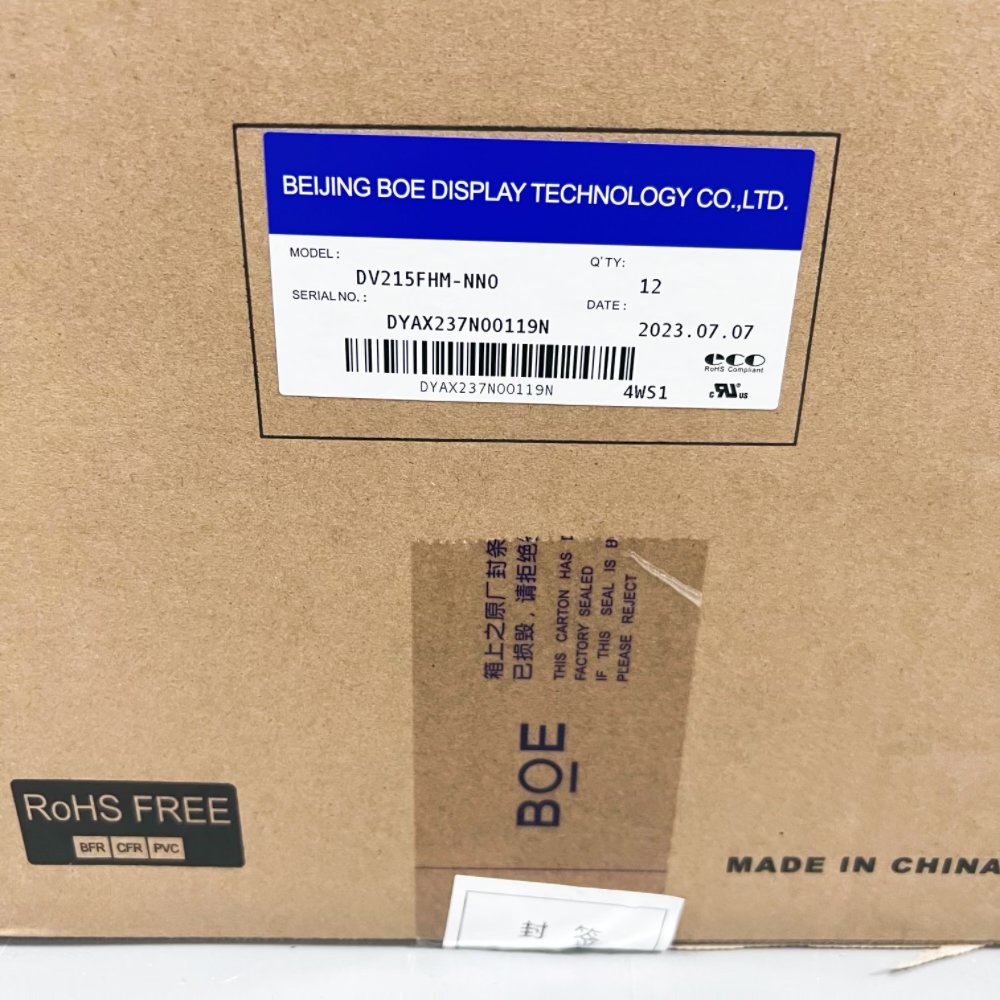 BEIJING BOE DISPLAY TECHNOLOGY CO.,LTD.
MODEL :
DV215FHM-NN0
Q'TY:
12
SERIAL NO. :
DYAX237N00119N
DATE :
2023.07.07
DYAX237N00119N
4WS1
eco
RoHS Compliant
c RU ® us
箱上之原厂封条
已损毁，请拒绝
THIS CARTON HAS
FACTORY SEALED
IF THIS SEAL IS B
PLEASE REJECT
BOE
RoHS FREE
BFR CFR PVC
MADE IN CHINA
封 签